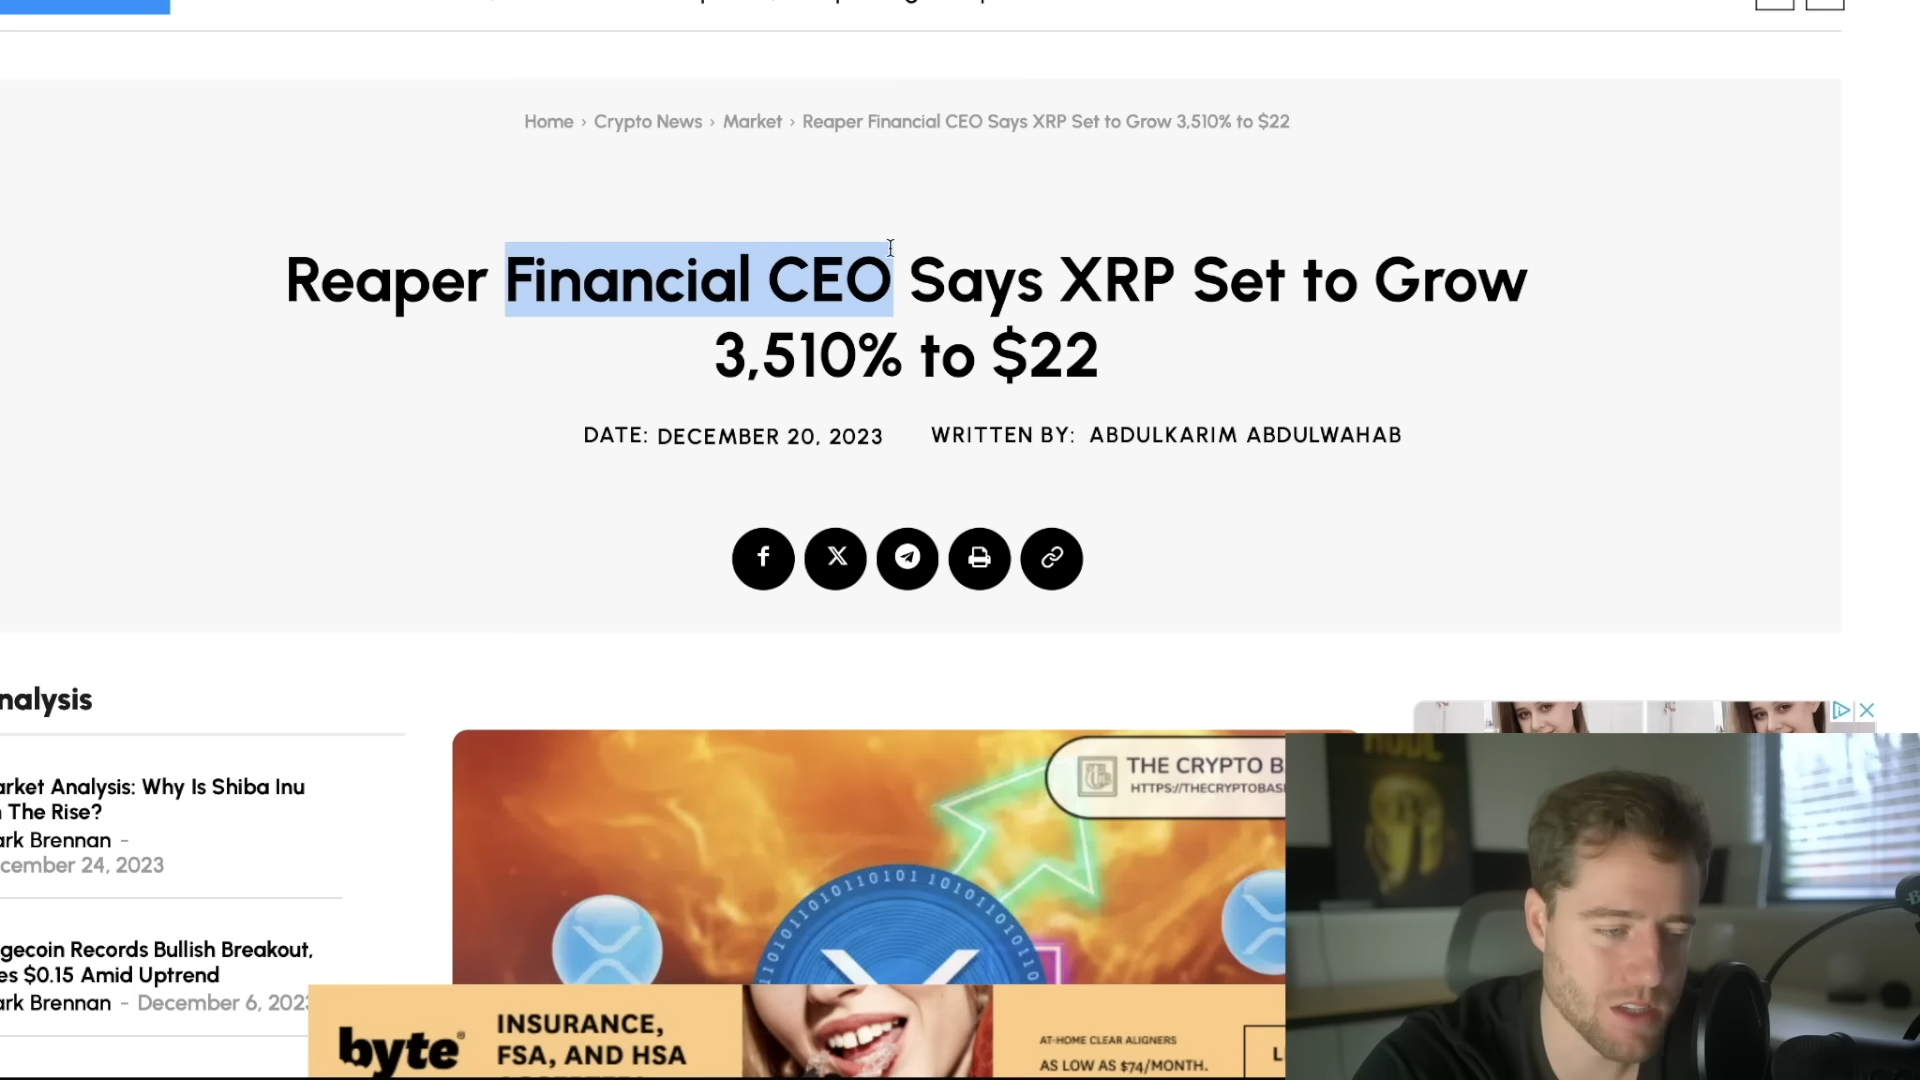 Home › Crypto News › Market › Reaper Financial CEO Says XRP Set to Grow 3,510% to $22
Reaper Financial CEO Says XRP Set to Grow
3,510% to $22
DATE: DECEMBER 20, 2023 WRITTEN BY: ABDULKARIM ABDULWAHAB
nalysis
arket Analysis: Why Is Shiba Inu
The Rise?
ark Brennan -
cember 24, 2023
gecoin Records Bullish Breakout,
es $0.15 Amid Uptrend
ark Brennan - December 6, 202
THE CRYPTO B
HTTPS://THECRYPTOBAS
byte
INSURANCE,
FSA, AND HSA
AT-HOME CLEAR ALIGNERS
AS LOW AS $74/MONTH.
HODL